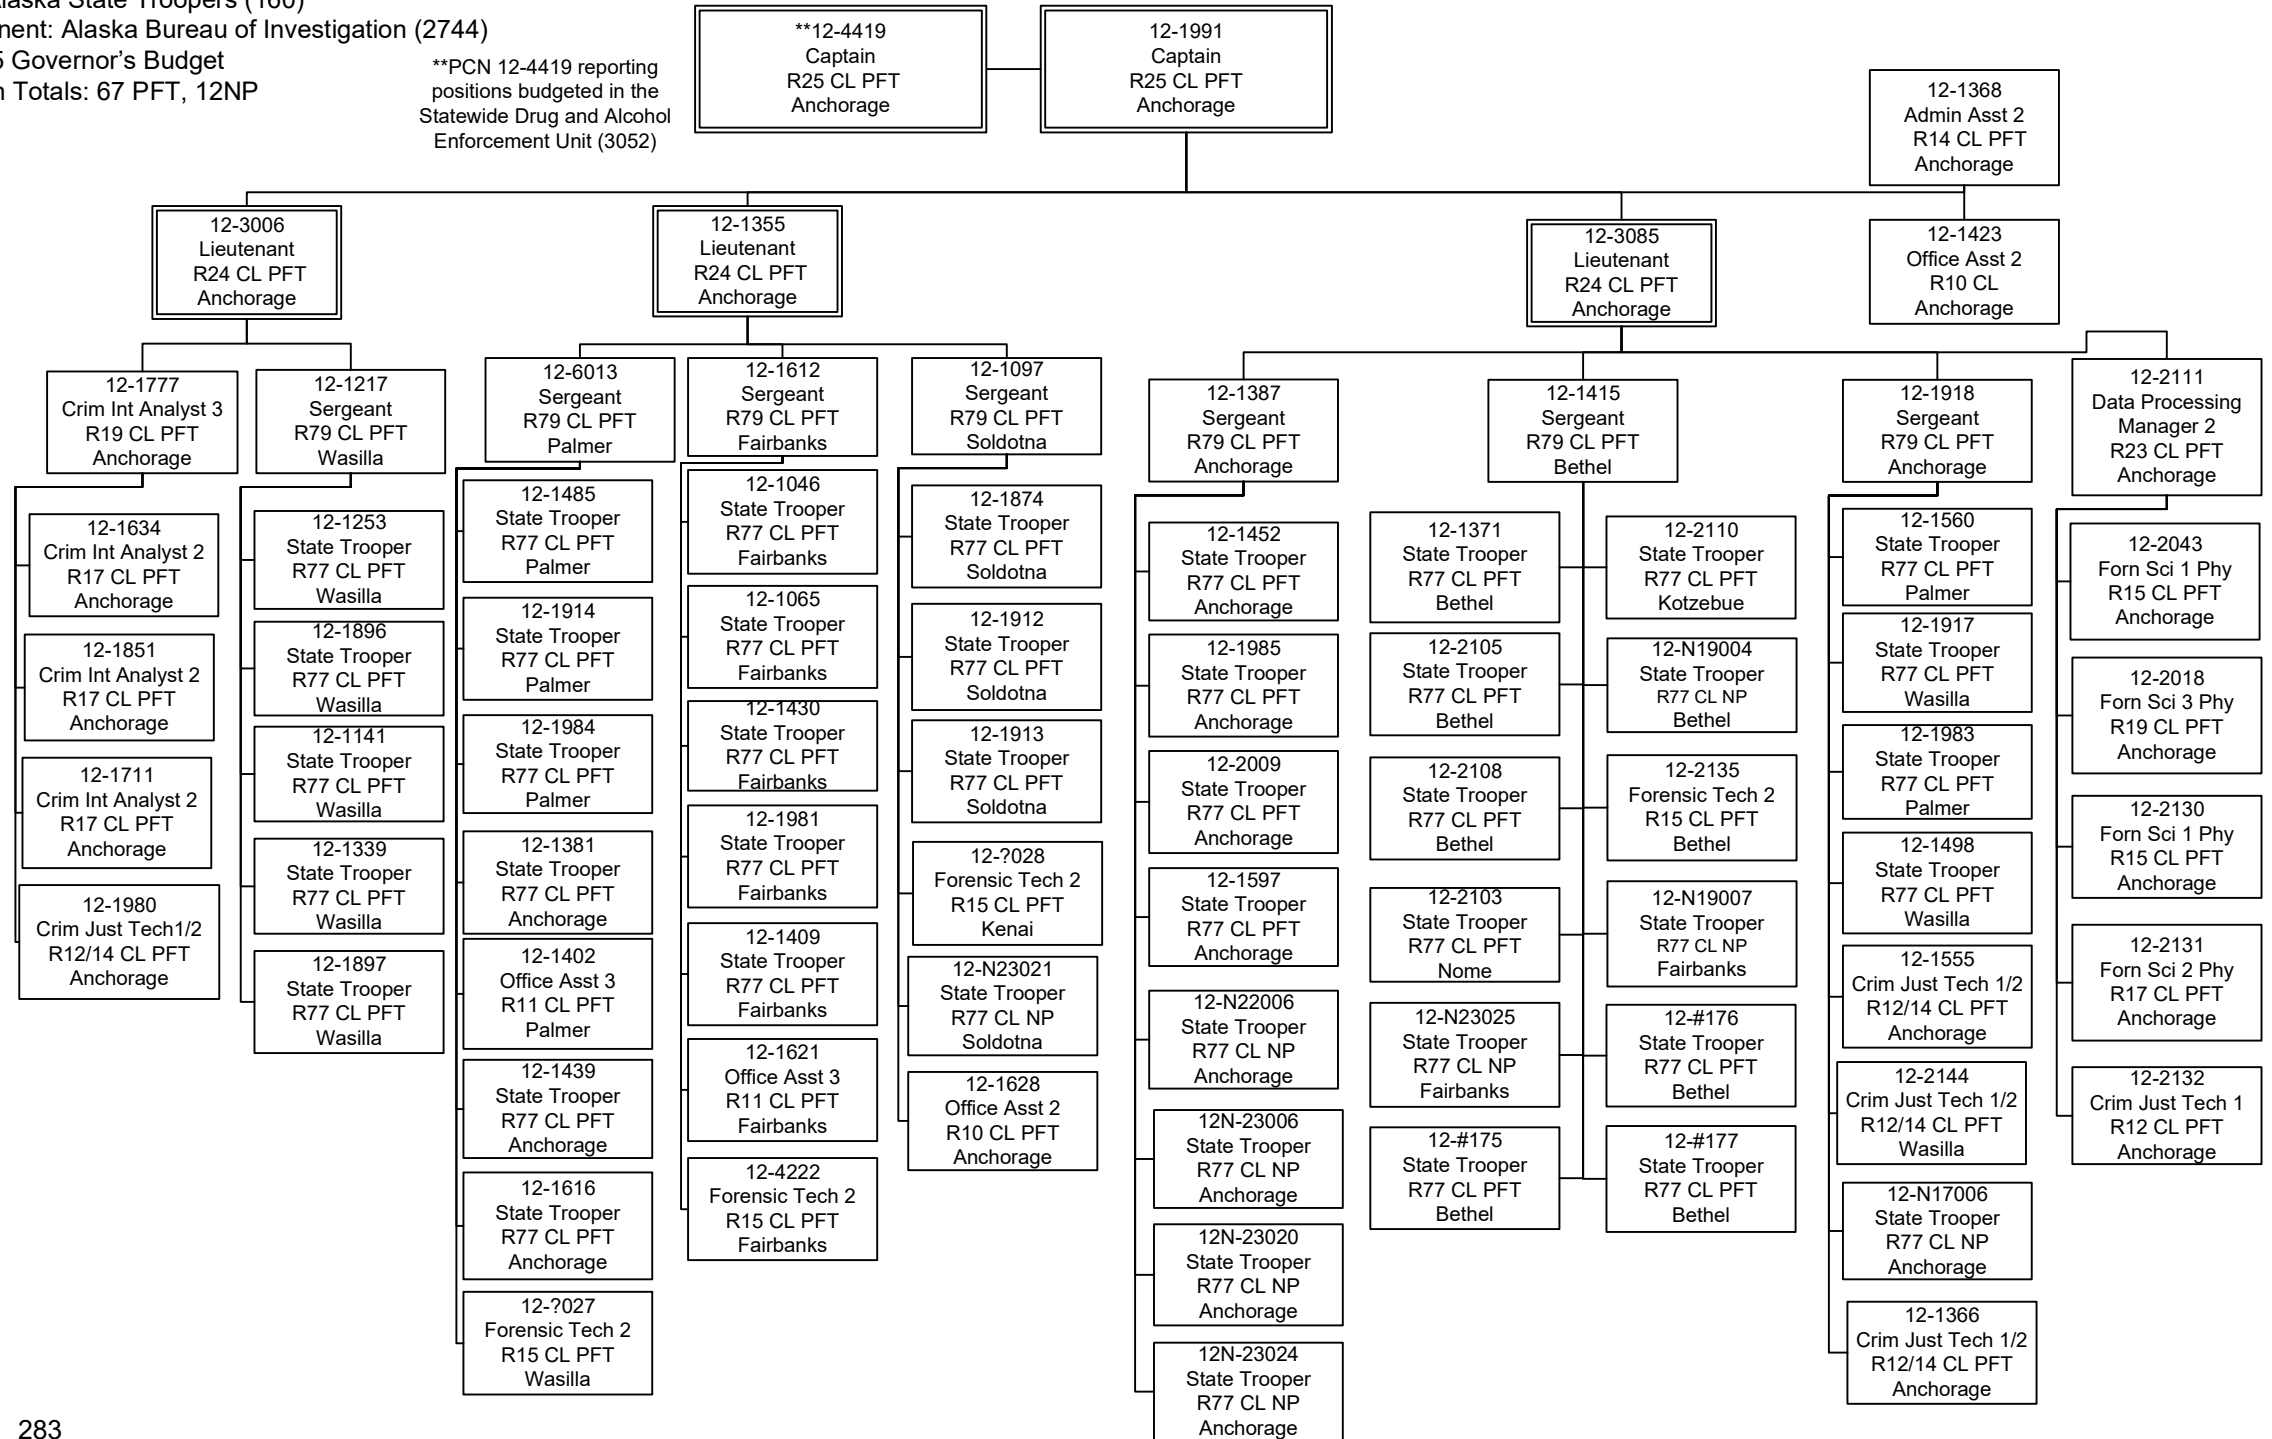 Alaska State Troopers (160)
nent: Alaska Bureau of Investigation (2744)
Governor's Budget
Totals: 67 PFT, 12NP
**PCN 12-4419 reporting
positions budgeted in the
Statewide Drug and Alcohol
Enforcement Unit (3052)
**12-4419
Captain
R25 CL PFT
Anchorage
12-1991
Captain
R25 CL PFT
Anchorage
12-1368
Admin Asst 2
R14 CL PFT
Anchorage
12-3006
Lieutenant
R24 CL PFT
Anchorage
12-1355
Lieutenant
R24 CL PFT
Anchorage
12-3085
Lieutenant
R24 CL PFT
Anchorage
12-1423
Office Asst 2
R10 CL
Anchorage
12-1777
Crim Int Analyst 3
R19 CL PFT
Anchorage
12-1634
Crim Int Analyst 2
R17 CL PFT
Anchorage
12-1851
Crim Int Analyst 2
R17 CL PFT
Anchorage
12-1711
Crim Int Analyst 2
R17 CL PFT
Anchorage
12-1980
Crim Just Tech1/2
R12/14 CL PFT
Anchorage
12-1217
Sergeant
R79 CL PFT
Wasilla
12-1253
State Trooper
R77 CL PFT
Wasilla
12-1896
State Trooper
R77 CL PFT
Wasilla
12-1141
State Trooper
R77 CL PFT
Wasilla
12-1339
State Trooper
R77 CL PFT
Wasilla
12-1897
State Trooper
R77 CL PFT
Wasilla
12-6013
Sergeant
R79 CL PFT
Palmer
12-1485
State Trooper
R77 CL PFT
Palmer
12-1914
State Trooper
R77 CL PFT
Palmer
12-1984
State Trooper
R77 CL PFT
Palmer
12-1381
State Trooper
R77 CL PFT
Anchorage
12-1402
Office Asst 3
R11 CL PFT
Palmer
12-1439
State Trooper
R77 CL PFT
Anchorage
12-1616
State Trooper
R77 CL PFT
Anchorage
12-?027
Forensic Tech 2
R15 CL PFT
Wasilla
12-1612
Sergeant
R79 CL PFT
Fairbanks
12-1046
State Trooper
R77 CL PFT
Fairbanks
12-1065
State Trooper
R77 CL PFT
Fairbanks
12-1430
State Trooper
R77 CL PFT
Fairbanks
12-1981
State Trooper
R77 CL PFT
Fairbanks
12-1409
State Trooper
R77 CL PFT
Fairbanks
12-1621
Office Asst 3
R11 CL PFT
Fairbanks
12-4222
Forensic Tech 2
R15 CL PFT
Fairbanks
12-1097
Sergeant
R79 CL PFT
Soldotna
12-1874
State Trooper
R77 CL PFT
Soldotna
12-1912
State Trooper
R77 CL PFT
Soldotna
12-1913
State Trooper
R77 CL PFT
Soldotna
12-?028
Forensic Tech 2
R15 CL PFT
Kenai
12-N23021
State Trooper
R77 CL NP
Soldotna
12-1628
Office Asst 2
R10 CL PFT
Anchorage
12-1387
Sergeant
R79 CL PFT
Anchorage
12-1452
State Trooper
R77 CL PFT
Anchorage
12-1985
State Trooper
R77 CL PFT
Anchorage
12-2009
State Trooper
R77 CL PFT
Anchorage
12-1597
State Trooper
R77 CL PFT
Anchorage
12-N22006
State Trooper
R77 CL NP
Anchorage
12N-23006
State Trooper
R77 CL NP
Anchorage
12N-23020
State Trooper
R77 CL NP
Anchorage
12N-23024
State Trooper
R77 CL NP
Anchorage
12-1415
Sergeant
R79 CL PFT
Bethel
12-1371
State Trooper
R77 CL PFT
Bethel
12-2105
State Trooper
R77 CL PFT
Bethel
12-2108
State Trooper
R77 CL PFT
Bethel
12-2103
State Trooper
R77 CL PFT
Nome
12-N23025
State Trooper
R77 CL NP
Fairbanks
12-#175
State Trooper
R77 CL PFT
Bethel
12-2110
State Trooper
R77 CL PFT
Kotzebue
12-N19004
State Trooper
R77 CL NP
Bethel
12-2135
Forensic Tech 2
R15 CL PFT
Bethel
12-N19007
State Trooper
R77 CL NP
Fairbanks
12-#176
State Trooper
R77 CL PFT
Bethel
12-#177
State Trooper
R77 CL PFT
Bethel
12-1918
Sergeant
R79 CL PFT
Anchorage
12-1560
State Trooper
R77 CL PFT
Palmer
12-1917
State Trooper
R77 CL PFT
Wasilla
12-1983
State Trooper
R77 CL PFT
Palmer
12-1498
State Trooper
R77 CL PFT
Wasilla
12-1555
Crim Just Tech 1/2
R12/14 CL PFT
Anchorage
12-2144
Crim Just Tech 1/2
R12/14 CL PFT
Wasilla
12-N17006
State Trooper
R77 CL NP
Anchorage
12-1366
Crim Just Tech 1/2
R12/14 CL PFT
Anchorage
12-2111
Data Processing
Manager 2
R23 CL PFT
Anchorage
12-2043
Forn Sci 1 Phy
R15 CL PFT
Anchorage
12-2018
Forn Sci 3 Phy
R19 CL PFT
Anchorage
12-2130
Forn Sci 1 Phy
R15 CL PFT
Anchorage
12-2131
Forn Sci 2 Phy
R17 CL PFT
Anchorage
12-2132
Crim Just Tech 1
R12 CL PFT
Anchorage
283